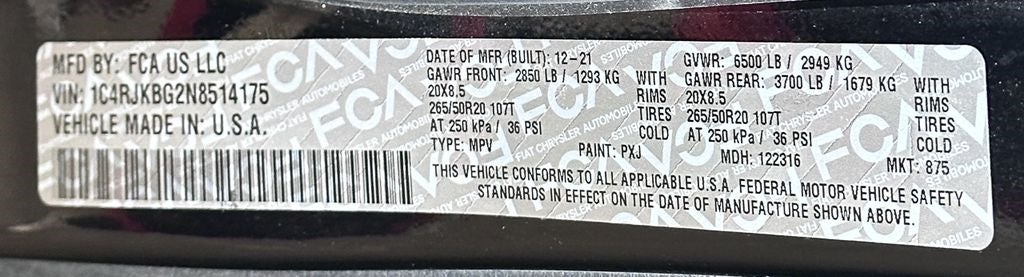 MFD BY: FCA US LLC
VIN: 1C4RJKBG2N8514175
VEHICLE MADE IN: U.S.A.
DATE OF MFR (BUILT): 12-21
GAWR FRONT: 2850 LB / 1293 KG WITH
20X8.5 RIMS
265/50R20 107T TIRES
AT 250 kPa / 36 PSI COLD
TYPE: MPV PAINT: PXJ
GVWR: 6500 LB / 2949 KG
GAWR REAR: 3700 LB / 1679 KG WITH
20X8.5 RIMS
265/50R20 107T TIRES
AT 250 kPa / 36 PSI COLD
MDH: 122316 MKT: 875
THIS VEHICLE CONFORMS TO ALL APPLICABLE U.S.A. FEDERAL MOTOR VEHICLE SAFETY
STANDARDS IN EFFECT ON THE DATE OF MANUFACTURE SHOWN ABOVE.